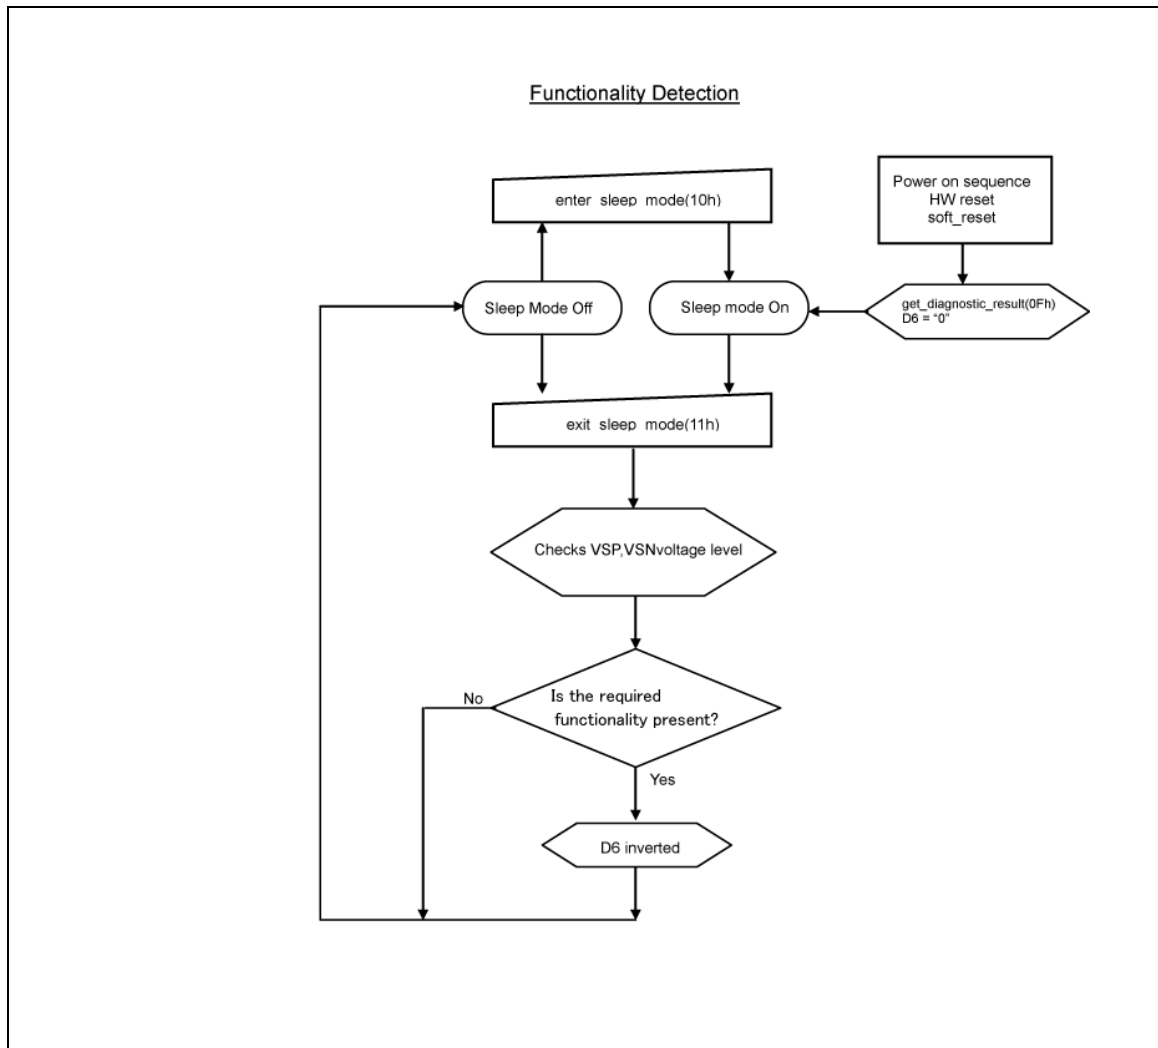 Functionality Detection
enter sleep mode(10h)
Power on sequence
HW reset
soft_reset
Sleep Mode Off
Sleep mode On
get_diagnostic_result(0Fh)
D6 = “0”
exit sleep mode(11h)
Checks VSP,VSNvoltage level
No
Is the required
functionality present?
Yes
D6 inverted